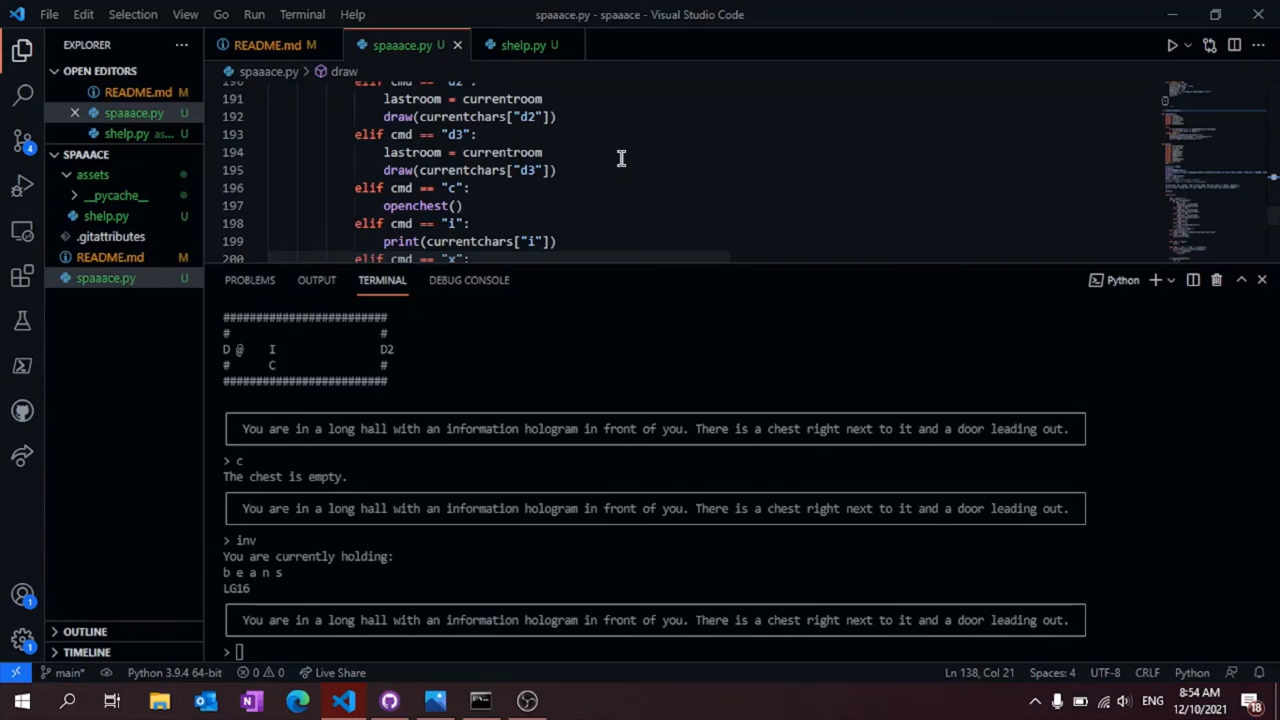 File Edit Selection View Go Run Terminal Help
spaaace.py - spaaace - Visual Studio Code
EXPLORER
README.md M
spaaace.py U
shelp.py U
OPEN EDITORS
README.md M
spaaace.py U
shelp.py as... U
SPAAACE
assets
__pycache__
shelp.py U
.gitattributes
README.md M
spaaace.py U
OUTLINE
TIMELINE
spaaace.py > draw
190 elif cmd == "d2":
191 lastroom = currentroom
192 draw(currentchars["d2"])
193 elif cmd == "d3":
194 lastroom = currentroom
195 draw(currentchars["d3"])
196 elif cmd == "c":
197 openchest()
198 elif cmd == "i":
199 print(currentchars["i"])
200 elif cmd == "x":
PROBLEMS OUTPUT TERMINAL DEBUG CONSOLE
Python
#########################
# #
D @ I D2
# C #
#########################
You are in a long hall with an information hologram in front of you. There is a chest right next to it and a door leading out.
> c
The chest is empty.
You are in a long hall with an information hologram in front of you. There is a chest right next to it and a door leading out.
> inv
You are currently holding:
b e a n s
LG16
You are in a long hall with an information hologram in front of you. There is a chest right next to it and a door leading out.
>
4
1
1
main* Python 3.9.4 64-bit 0 0 Live Share
Ln 138, Col 21 Spaces: 4 UTF-8 CRLF Python
ENG
8:54 AM
12/10/2021
18